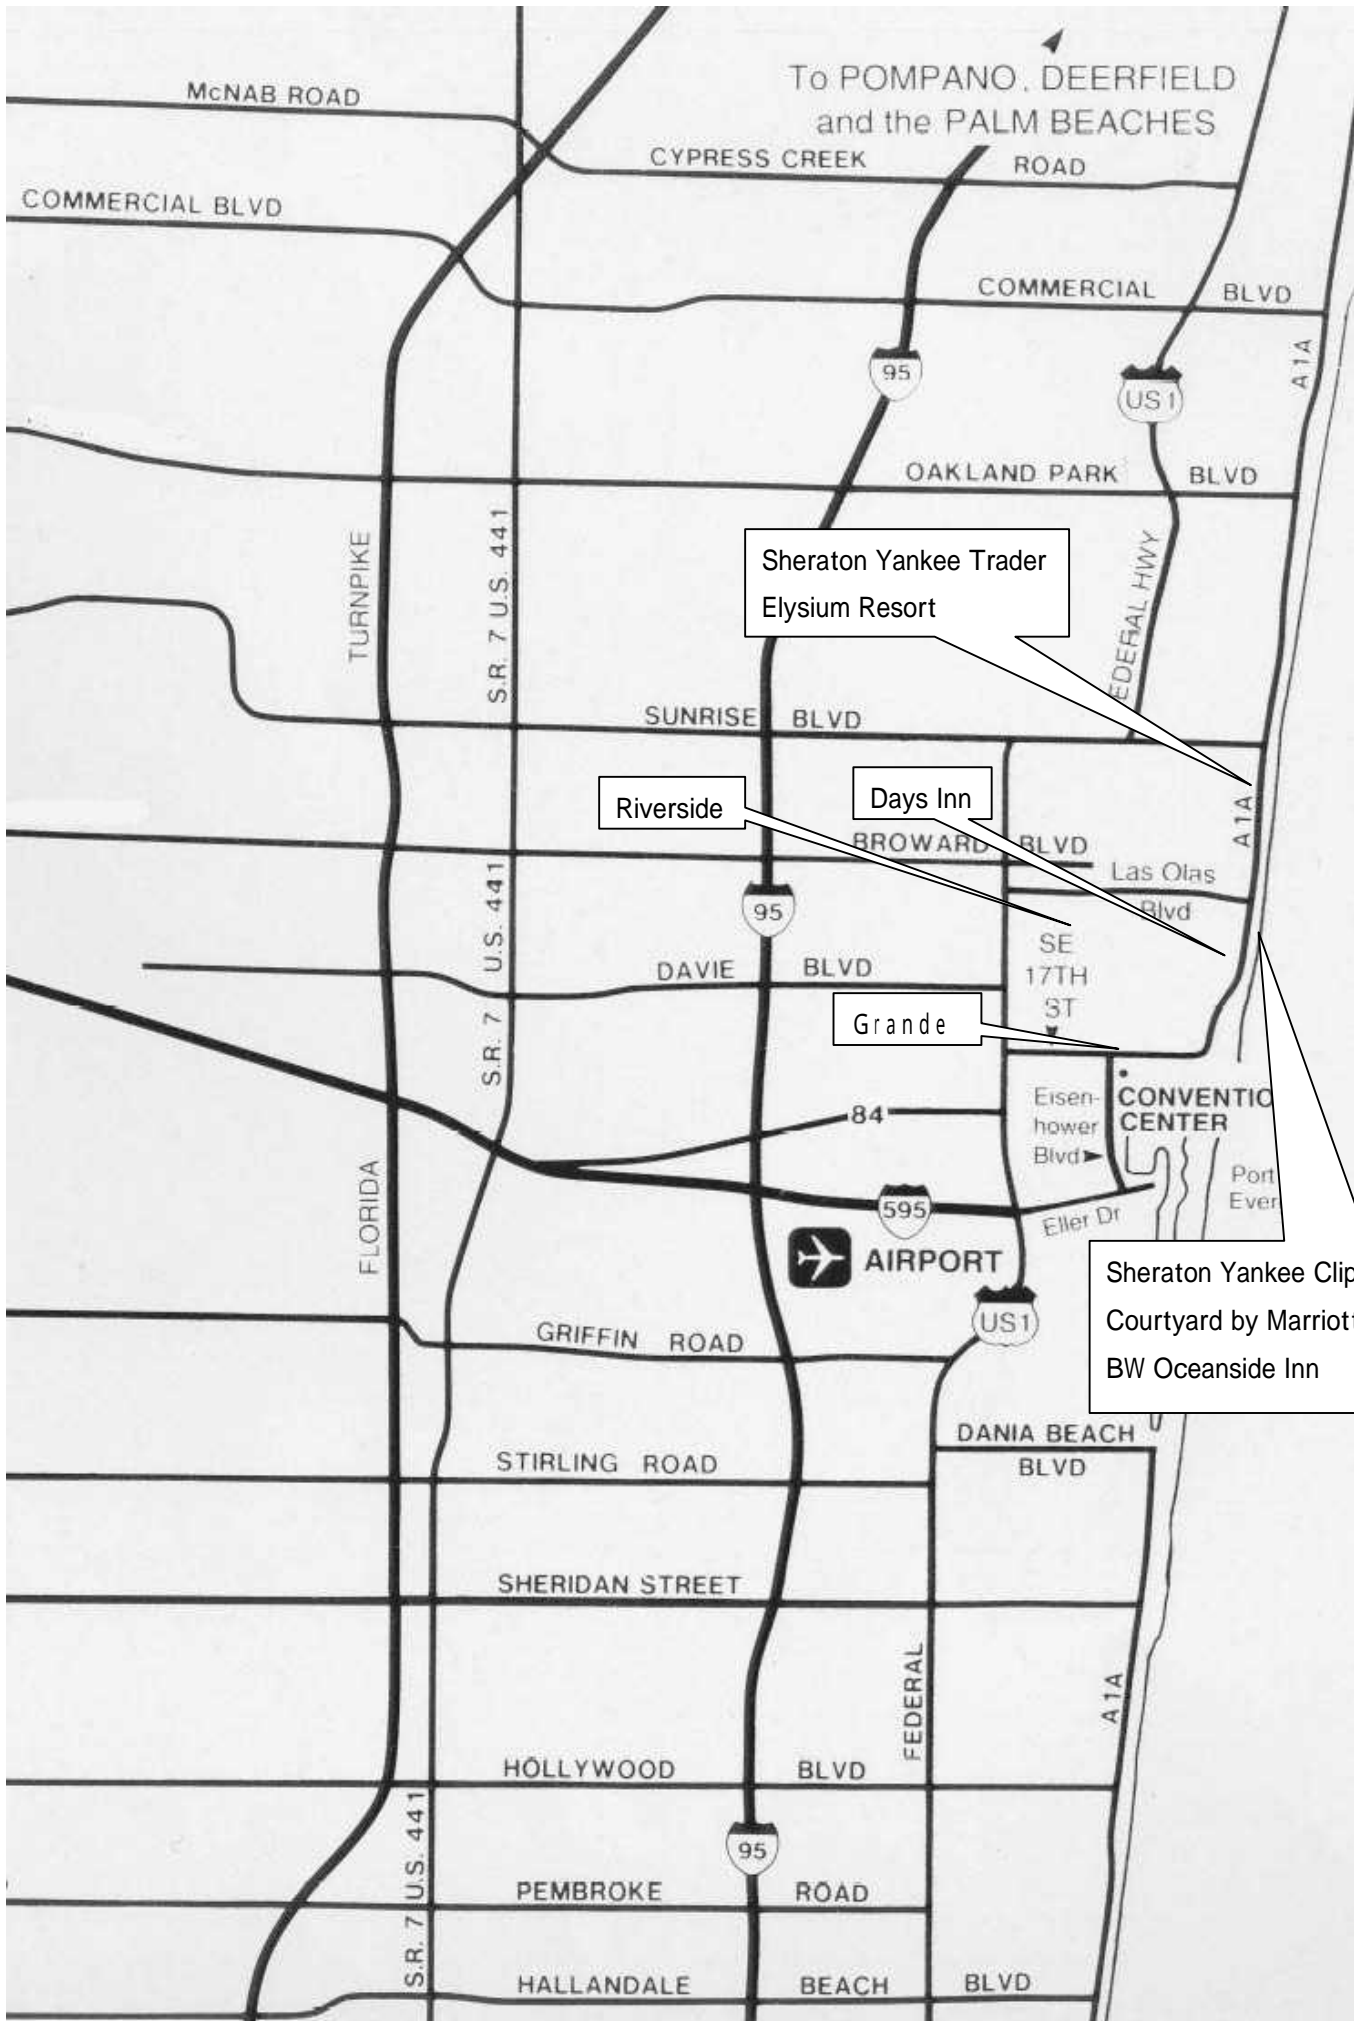 To POMPANO, DEERFIELD
and the PALM BEACHES
McNAB ROAD
CYPRESS CREEK ROAD
COMMERCIAL BLVD
COMMERCIAL BLVD
A1A
95
US 1
OAKLAND PARK BLVD
TURNPIKE
S.R. 7 U.S. 441
Sheraton Yankee Trader
Elysium Resort
EDERAL HWY
SUNRISE BLVD
Riverside
Days Inn
A1A
BROWARD BLVD
Las Olas
Blvd
S.R. 7 U.S. 441
95
SE
17TH
ST
DAVIE BLVD
Grande
84
Eisen-
hower
Blvd
CONVENTIO
CENTER
Port
Ever
FLORIDA
595
Eller Dr
AIRPORT
US 1
Sheraton Yankee Clip
Courtyard by Marriott
BW Oceanside Inn
GRIFFIN ROAD
DANIA BEACH
BLVD
STIRLING ROAD
SHERIDAN STREET
FEDERAL
A1A
HOLLYWOOD BLVD
S.R. 7 U.S. 441
95
PEMBROKE ROAD
HALLANDALE BEACH BLVD